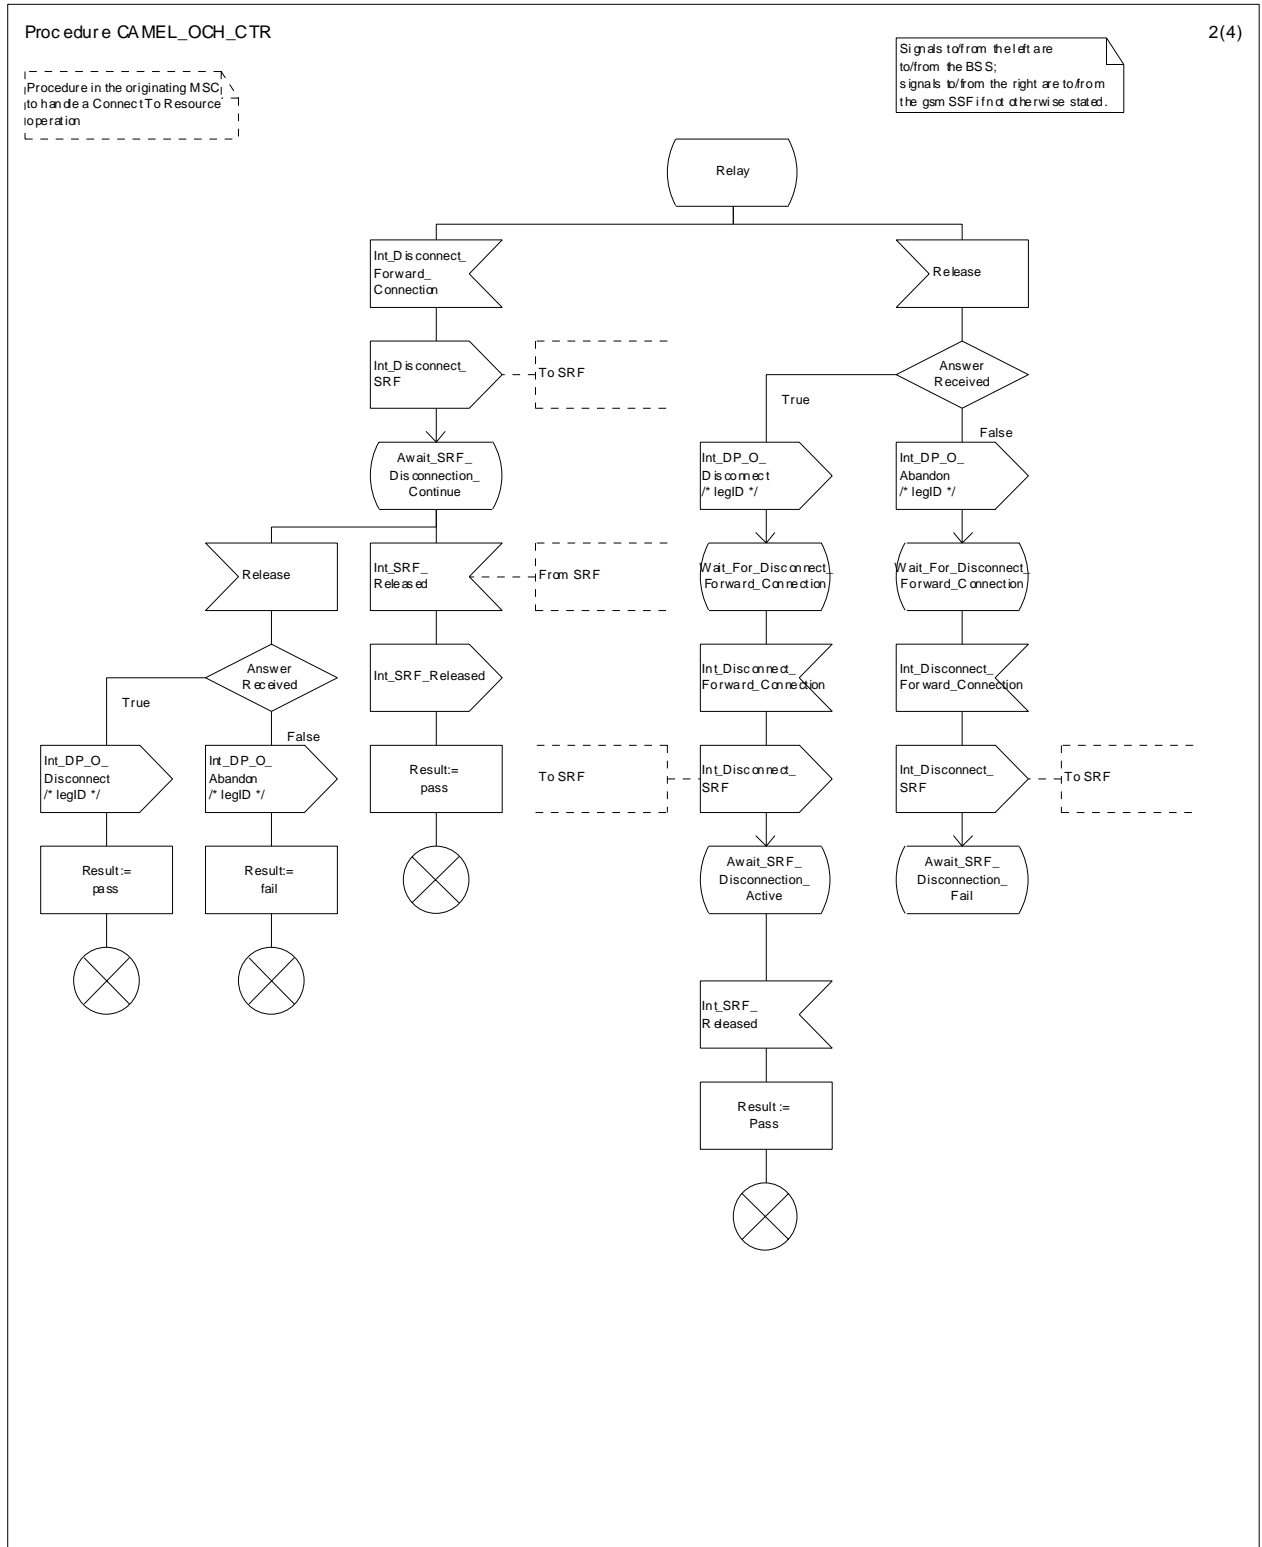 Procedure CAMEL_OCH_CTR
2(4)
Procedure in the originating MSC
to handle a Connect To Resource
operation
Signals to/from the left are
to/from the BSS;
signals to/from the right are to/from
the gsmSSF if not otherwise stated.
Relay
Int_Disconnect_
Forward_
Connection
Release
Int_Disconnect_
SRF
To SRF
Answer
Received
True
False
Await_SRF_
Disconnection_
Continue
Int_DP_O_
Disconnect
/* legID */
Int_DP_O_
Abandon
/* legID */
Release
Int_SRF_
Released
From SRF
Wait_For_Disconnect_
Forward_Connection
Wait_For_Disconnect_
Forward_Connection
Answer
Received
True
False
Int_SRF_Released
Int_Disconnect_
Forward_Connection
Int_Disconnect_
Forward_Connection
Int_DP_O_
Disconnect
/* legID */
Int_DP_O_
Abandon
/* legID */
Result:=
pass
To SRF
Int_Disconnect_
SRF
Int_Disconnect_
SRF
To SRF
Result:=
pass
Result:=
fail
Await_SRF_
Disconnection_
Active
Await_SRF_
Disconnection_
Fail
Int_SRF_
Released
Result:=
Pass